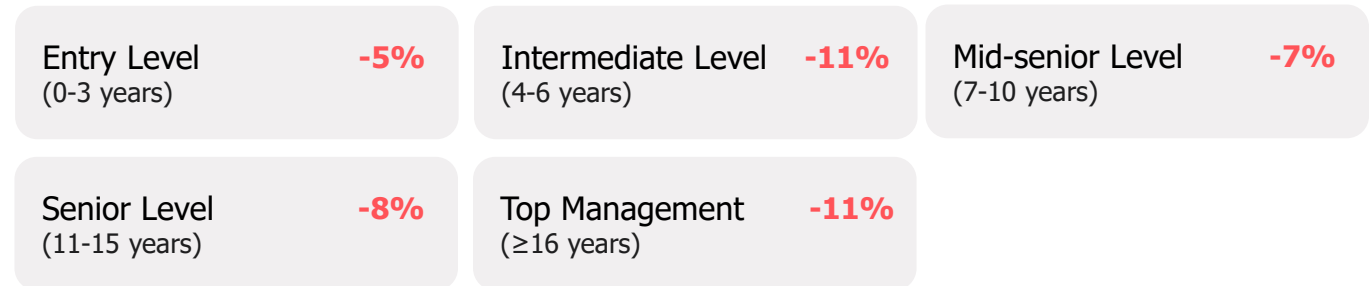 Entry Level -5%
(0-3 years)
Intermediate Level -11%
(4-6 years)
Mid-senior Level -7%
(7-10 years)
Senior Level -8%
(11-15 years)
Top Management -11%
(≥16 years)